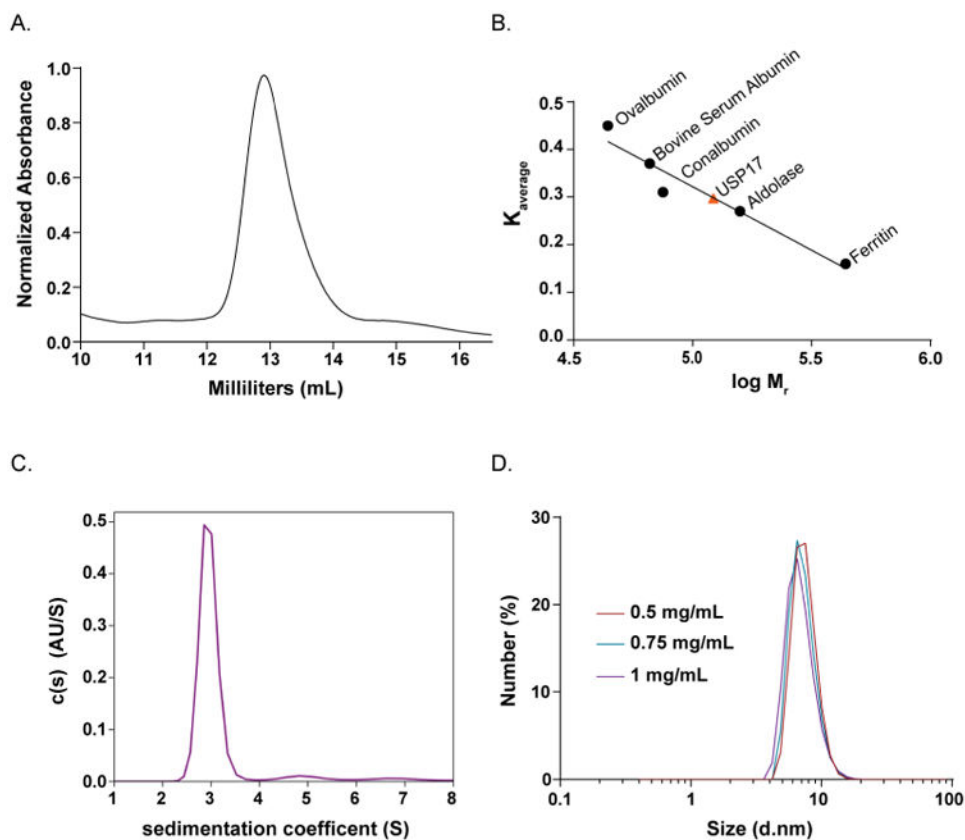 A.
Normalized Absorbance
1.0
0.8
0.6
0.4
0.2
0.0
10 11 12 13 14 15 16
Milliliters (mL)
B.
K average
0.5
0.4
0.3
0.2
0.1
0.0
Ovalbumin
Bovine Serum Albumin
Conalbumin
USP17
Aldolase
Ferritin
4.5 5.0 5.5 6.0
log Mr
C.
c(s) (AU/S)
0.5
0.4
0.3
0.2
0.1
0.0
1 2 3 4 5 6 7 8
sedimentation coefficent (S)
D.
Number (%)
30
20
10
0
0.5 mg/mL
0.75 mg/mL
1 mg/mL
0.1 1 10 100
Size (d.nm)